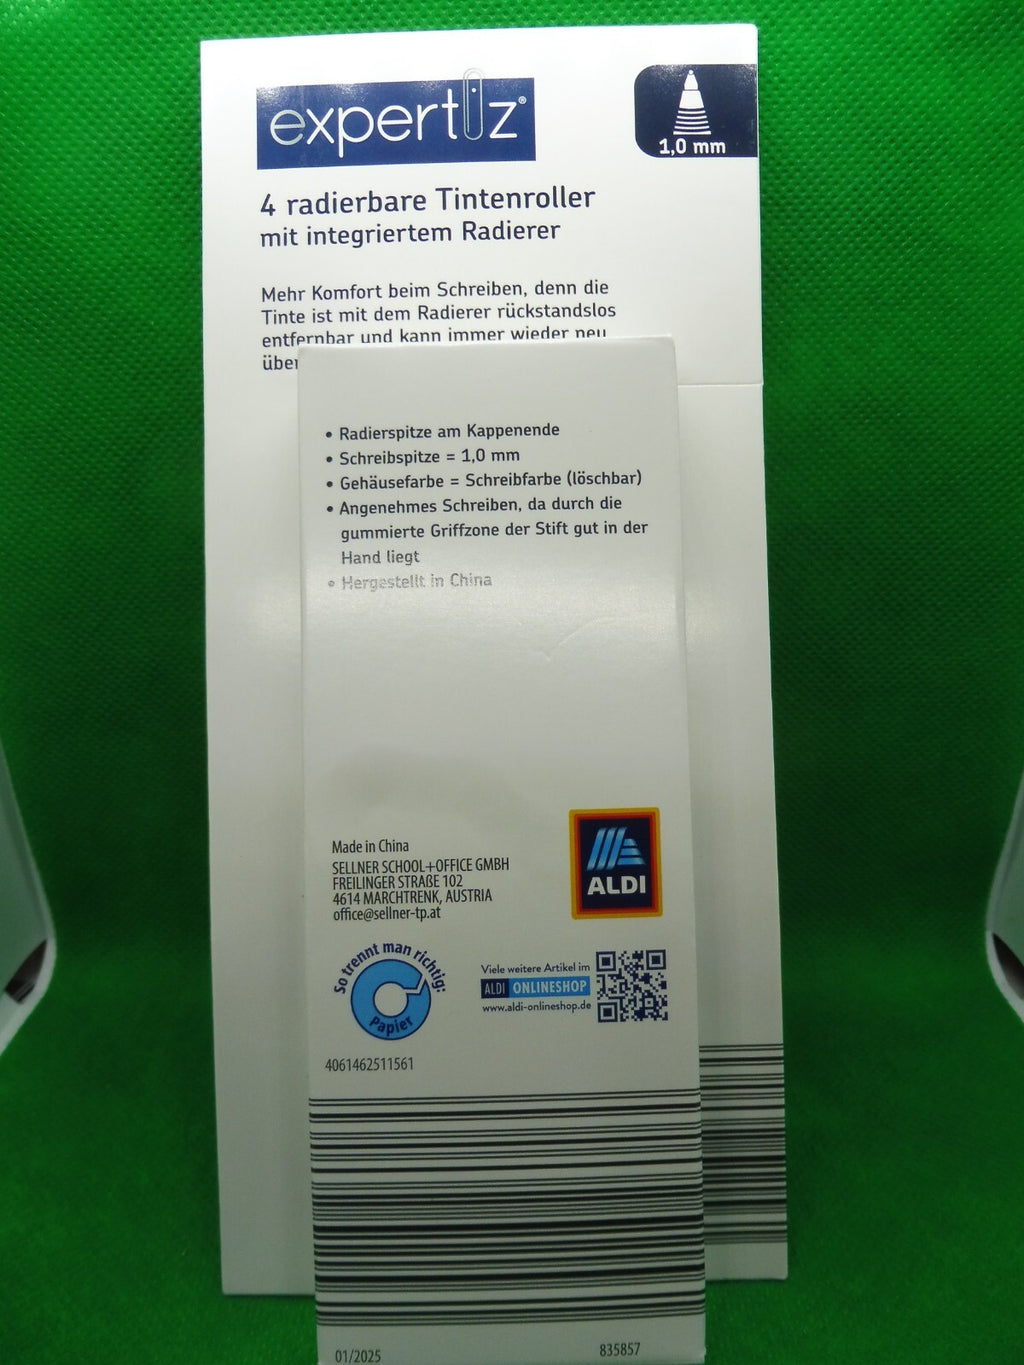 expertiz®
1,0 mm
4 radierbare Tintenroller
mit integriertem Radierer
Mehr Komfort beim Schreiben, denn die
Tinte ist mit dem Radierer rückstandslos
entfernbar und kann immer wieder neu
• Radierspitze am Kappenende
• Schreibspitze = 1,0 mm
• Gehäusefarbe = Schreibfarbe (löschbar)
• Angenehmes Schreiben, da durch die
gummierte Griffzone der Stift gut in der
Hand liegt
• Hergestellt in China
Made in China
SELLNER SCHOOL+OFFICE GMBH
FREILINGER STRAẞE 102
4614 MARCHTRENK, AUSTRIA
office@sellner-tp.at
ALDI
So trennt man richtig:
Papier
Viele weitere Artikel im
ALDI ONLINESHOP
www.aldi-onlineshop.de
4061462511561
01/2025
835857